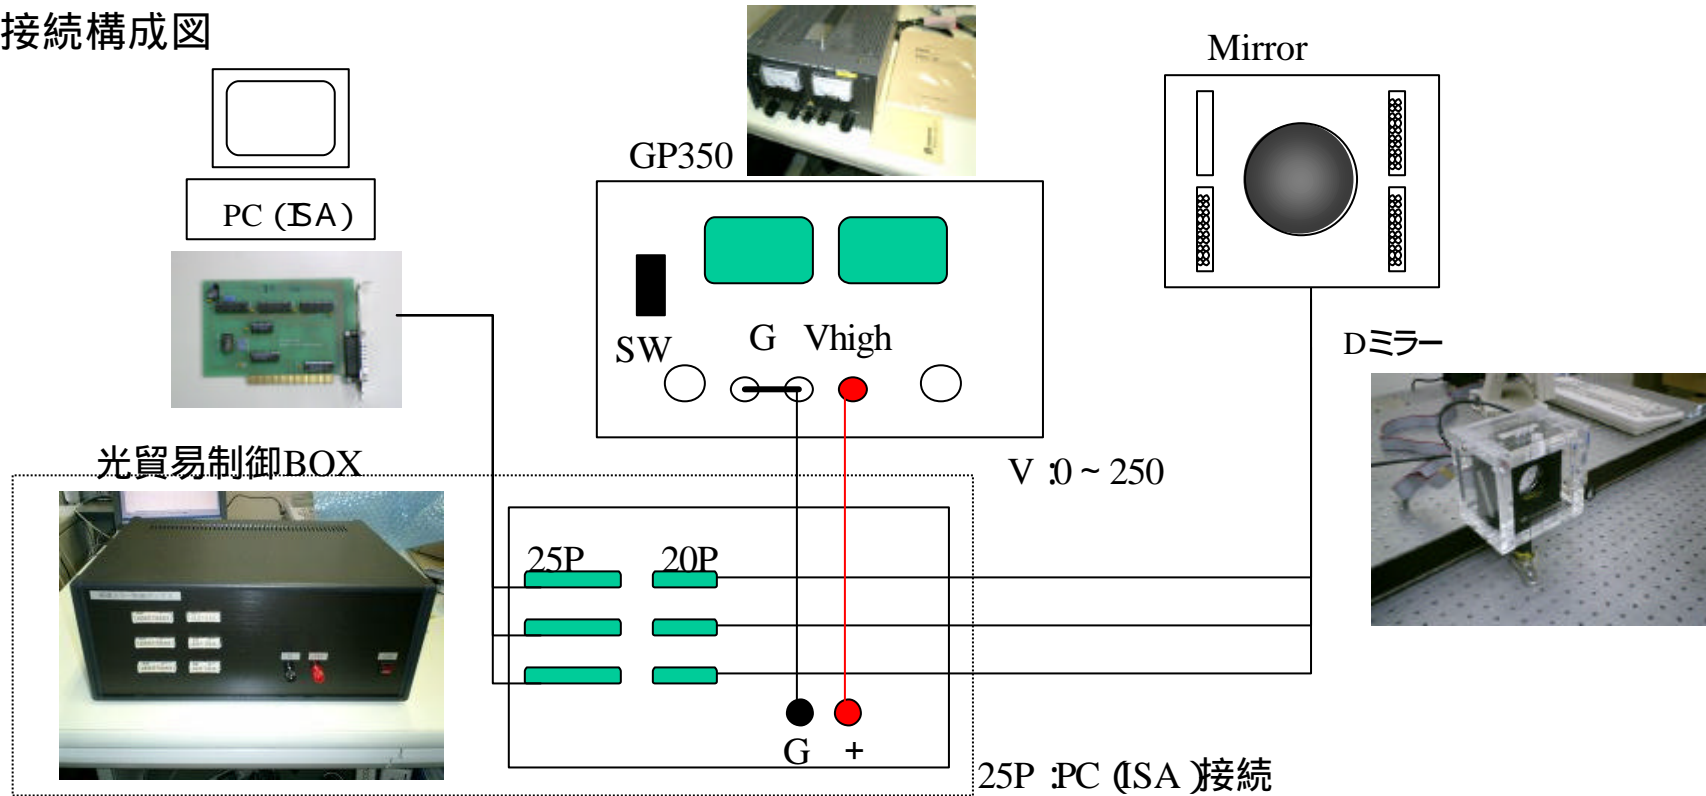 接続構成図
Mirror
GP350
PC (ISA)
SW
G
Vhigh
Dミラー
光貿易制御BOX
V :0 ~ 250
25P
20P
G
+
25P :PC (ISA )接続